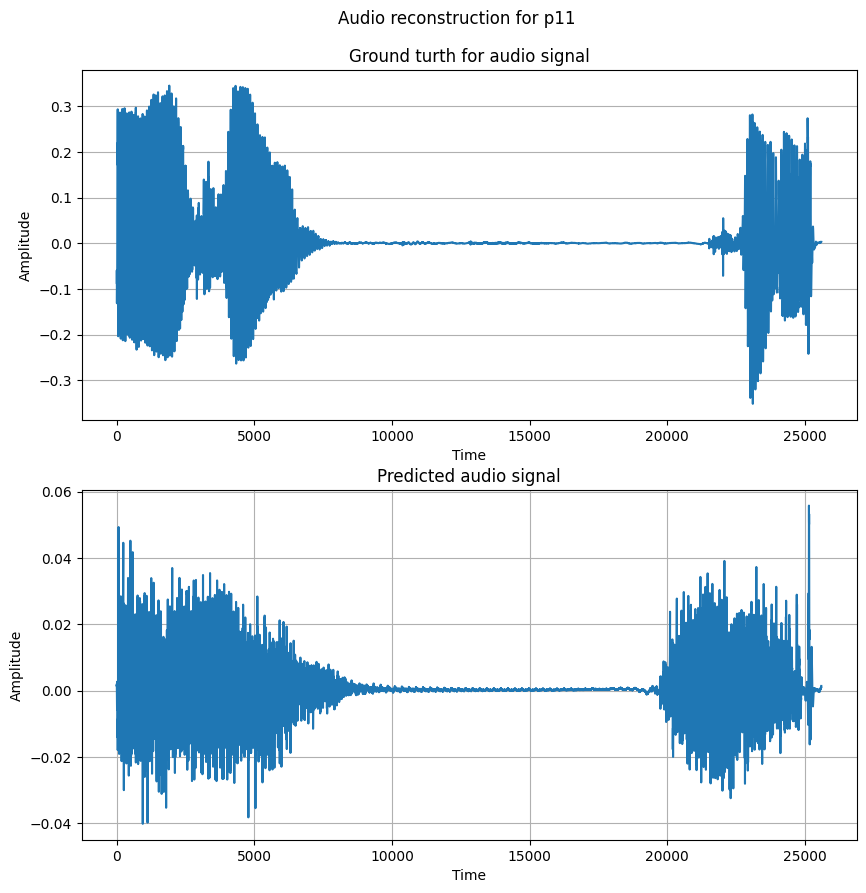 Audio reconstruction for p11
Ground turth for audio signal
0.3
0.2
0.1
0.0
−0.1
−0.2
−0.3
Amplitude
0 5000 10000 15000 20000 25000
Time
Predicted audio signal
0.06
0.04
0.02
0.00
−0.02
−0.04
Amplitude
0 5000 10000 15000 20000 25000
Time